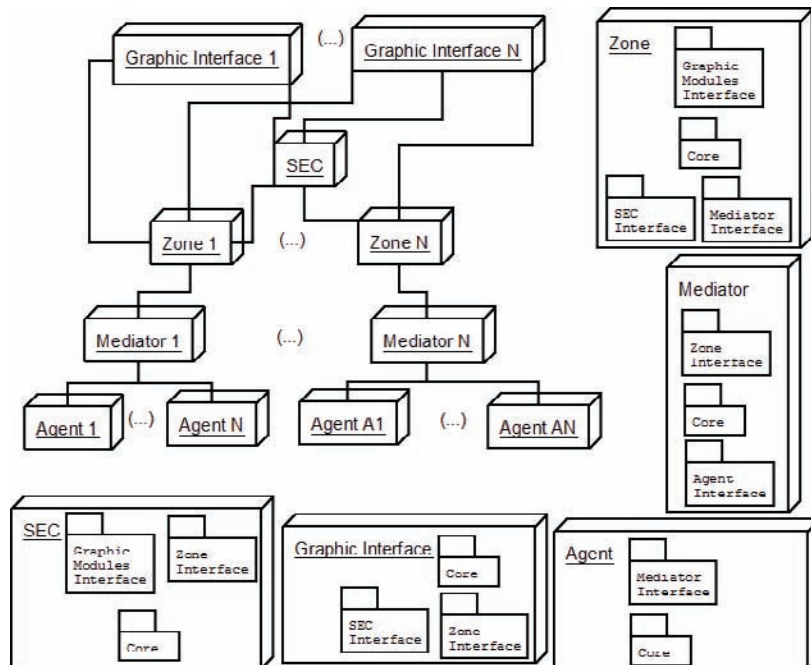 Graphic Interface 1
(...)
Graphic Interface N
SEC
Zone 1
(...)
Zone N
Mediator 1
(...)
Mediator N
Agent 1
(...)
Agent N
Agent A1
(...)
Agent AN
Zone
Graphic
Modules
Interface
Core
SEC
Interface
Mediator
Interface
Mediator
Zone
Interface
Core
Agent
Interface
SEC
Graphic
Modules
Interface
Zone
Interface
Core
Graphic Interface
Core
SEC
Interface
Zone
Interface
Agent
Mediator
Interface
Core